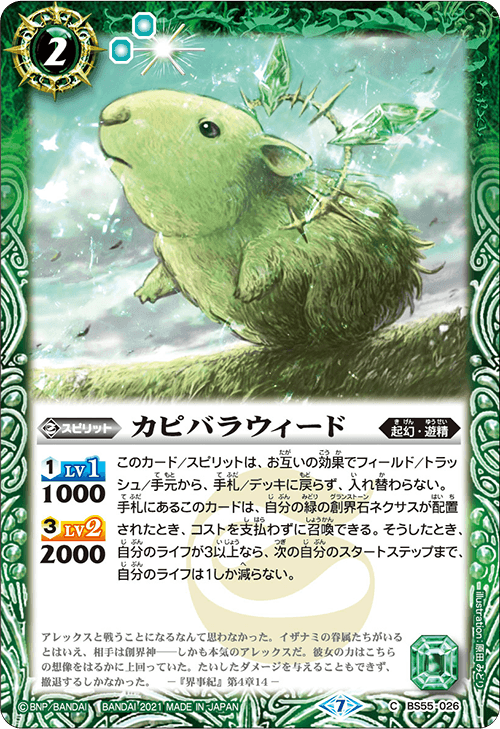 2
カピバラウィード
② スピリット
起幻・遊精
1 LV1
1000
3 LV2
2000
このカード/スピリットは、お互いの効果でフィールド/トラッ
シュ/手元から、手札/デッキに戻らず、入れ替わらない。
手札にあるこのカードは、自分の緑の創界石ネクサスが配置
されたとき、コストを支払わずに召喚できる。そうしたとき、
自分のライフが3以上なら、次の自分のスタートステップまで、
自分のライフは1しか減らない。
アレックスと戦うことになるなんて思わなかった。イザナミの眷属たちがいる
とはいえ、相手は創界神──しかも本気のアレックスだ。彼女の力はこちら
の想像をはるかに上回っていた。たいしたダメージを与えることもできず、
撤退するしかなかった。 −『界事紀』第4章14−
illustration:原田みどり
©BNP/BANDAI BANDAI 2021 MADE IN JAPAN
7
C BS55-026